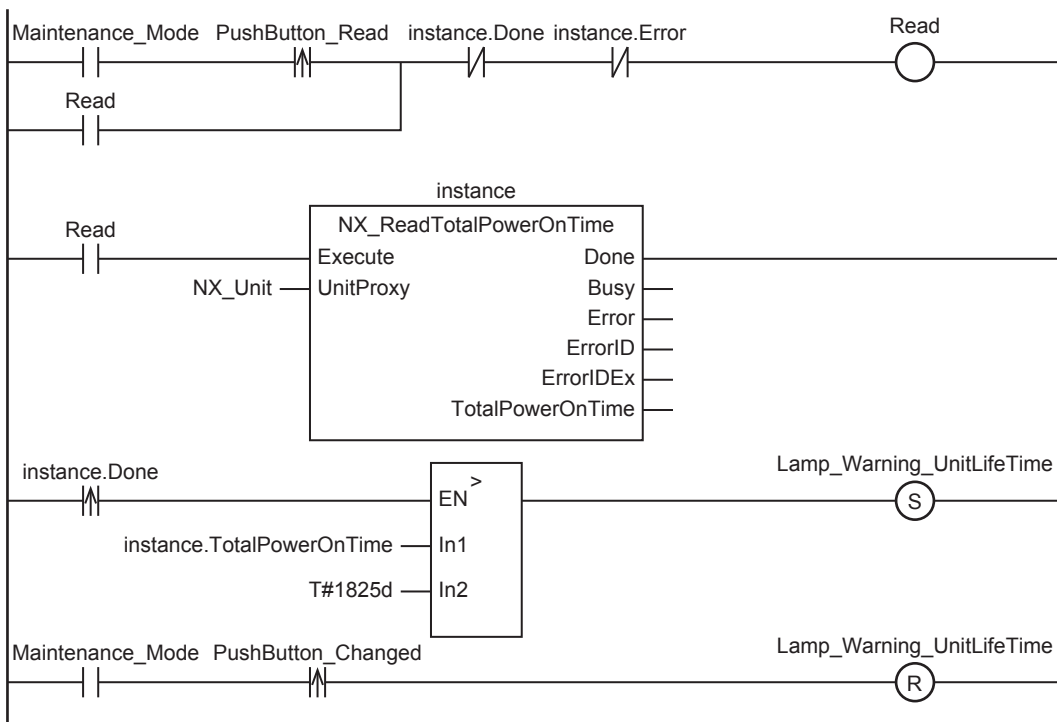 Maintenance_Mode PushButton_Read instance.Done instance.Error Read
Read
instance
NX_ReadTotalPowerOnTime
Read
Execute Done
NX_Unit UnitProxy Busy
Error
ErrorID
ErrorIDEx
TotalPowerOnTime
instance.Done Lamp_Warning_UnitLifeTime
EN > S
instance.TotalPowerOnTime In1
T#1825d In2
Maintenance_Mode PushButton_Changed Lamp_Warning_UnitLifeTime
R